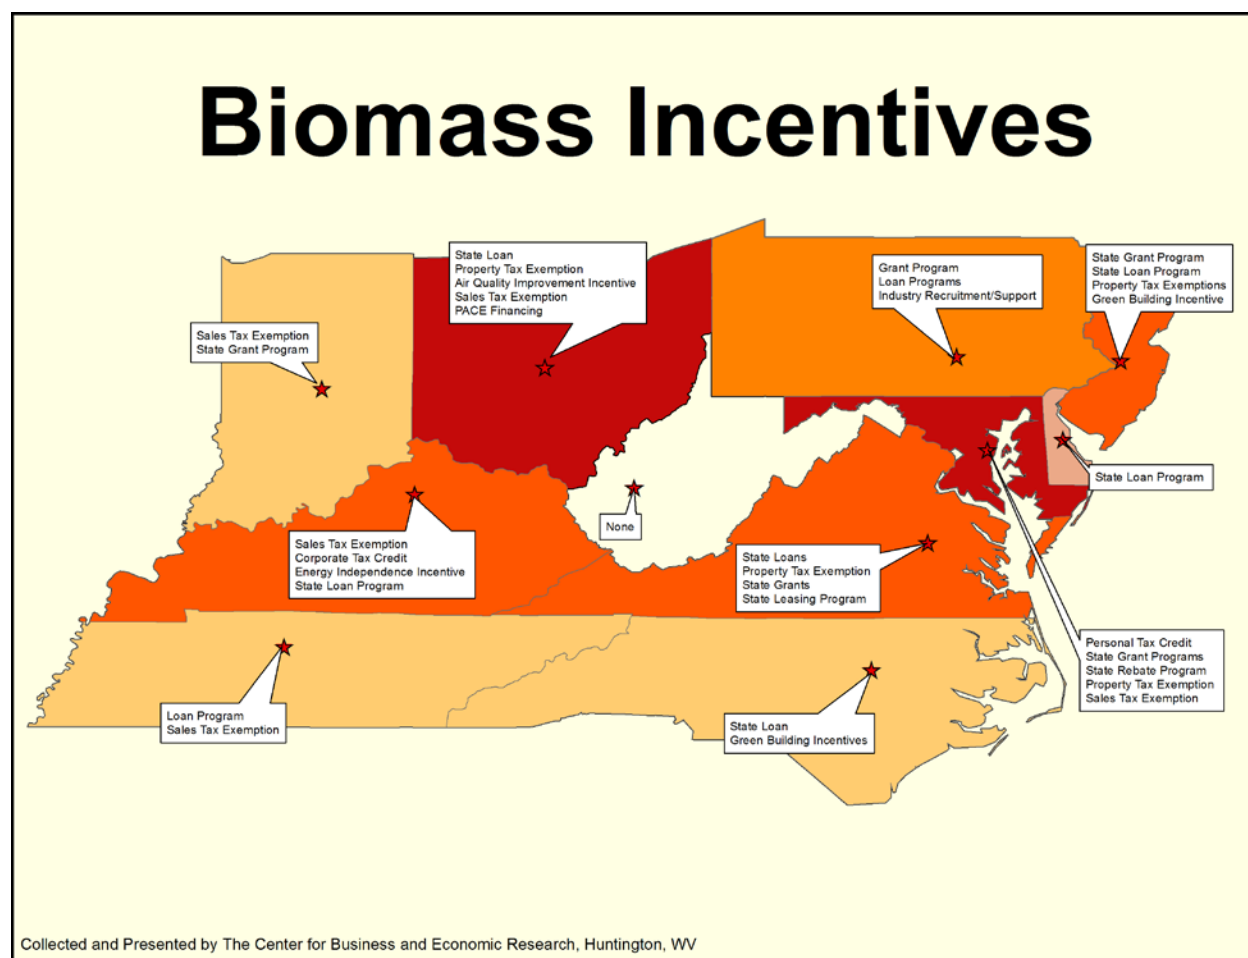 Biomass Incentives
State Loan
Property Tax Exemption
Air Quality Improvement Incentive
Sales Tax Exemption
PACE Financing
Grant Program
Loan Programs
Industry Recruitment/Support
State Grant Program
State Loan Program
Property Tax Exemptions
Green Building Incentive
Sales Tax Exemption
State Grant Program
State Loan Program
None
Sales Tax Exemption
Corporate Tax Credit
Energy Independence Incentive
State Loan Program
State Loans
Property Tax Exemption
State Grants
State Leasing Program
Personal Tax Credit
State Grant Programs
State Rebate Program
Property Tax Exemption
Sales Tax Exemption
Loan Program
Sales Tax Exemption
State Loan
Green Building Incentives
Collected and Presented by The Center for Business and Economic Research, Huntington, WV